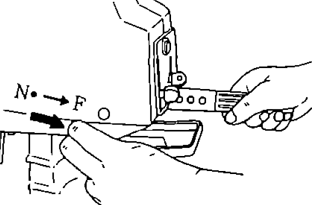 N• → F